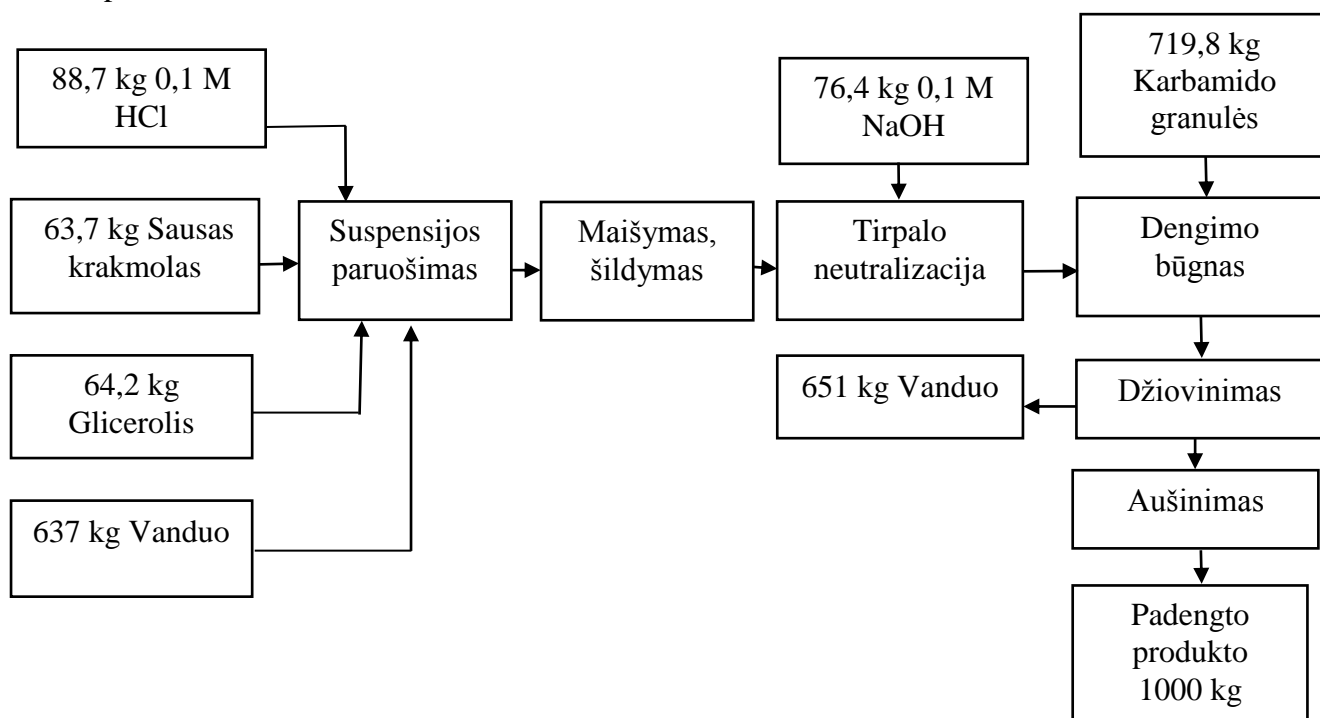 88,7 kg 0,1 M
HCl
63,7 kg Sausas
krakmolas
64,2 kg
Glicerolis
637 kg Vanduo
Suspensijos
paruošimas
Maišymas,
šildymas
76,4 kg 0,1 M
NaOH
Tirpalo
neutralizacija
719,8 kg
Karbamido
granulės
Dengimo
būgnas
651 kg Vanduo
Džiovinimas
Aušinimas
Padengto
produkto
1000 kg